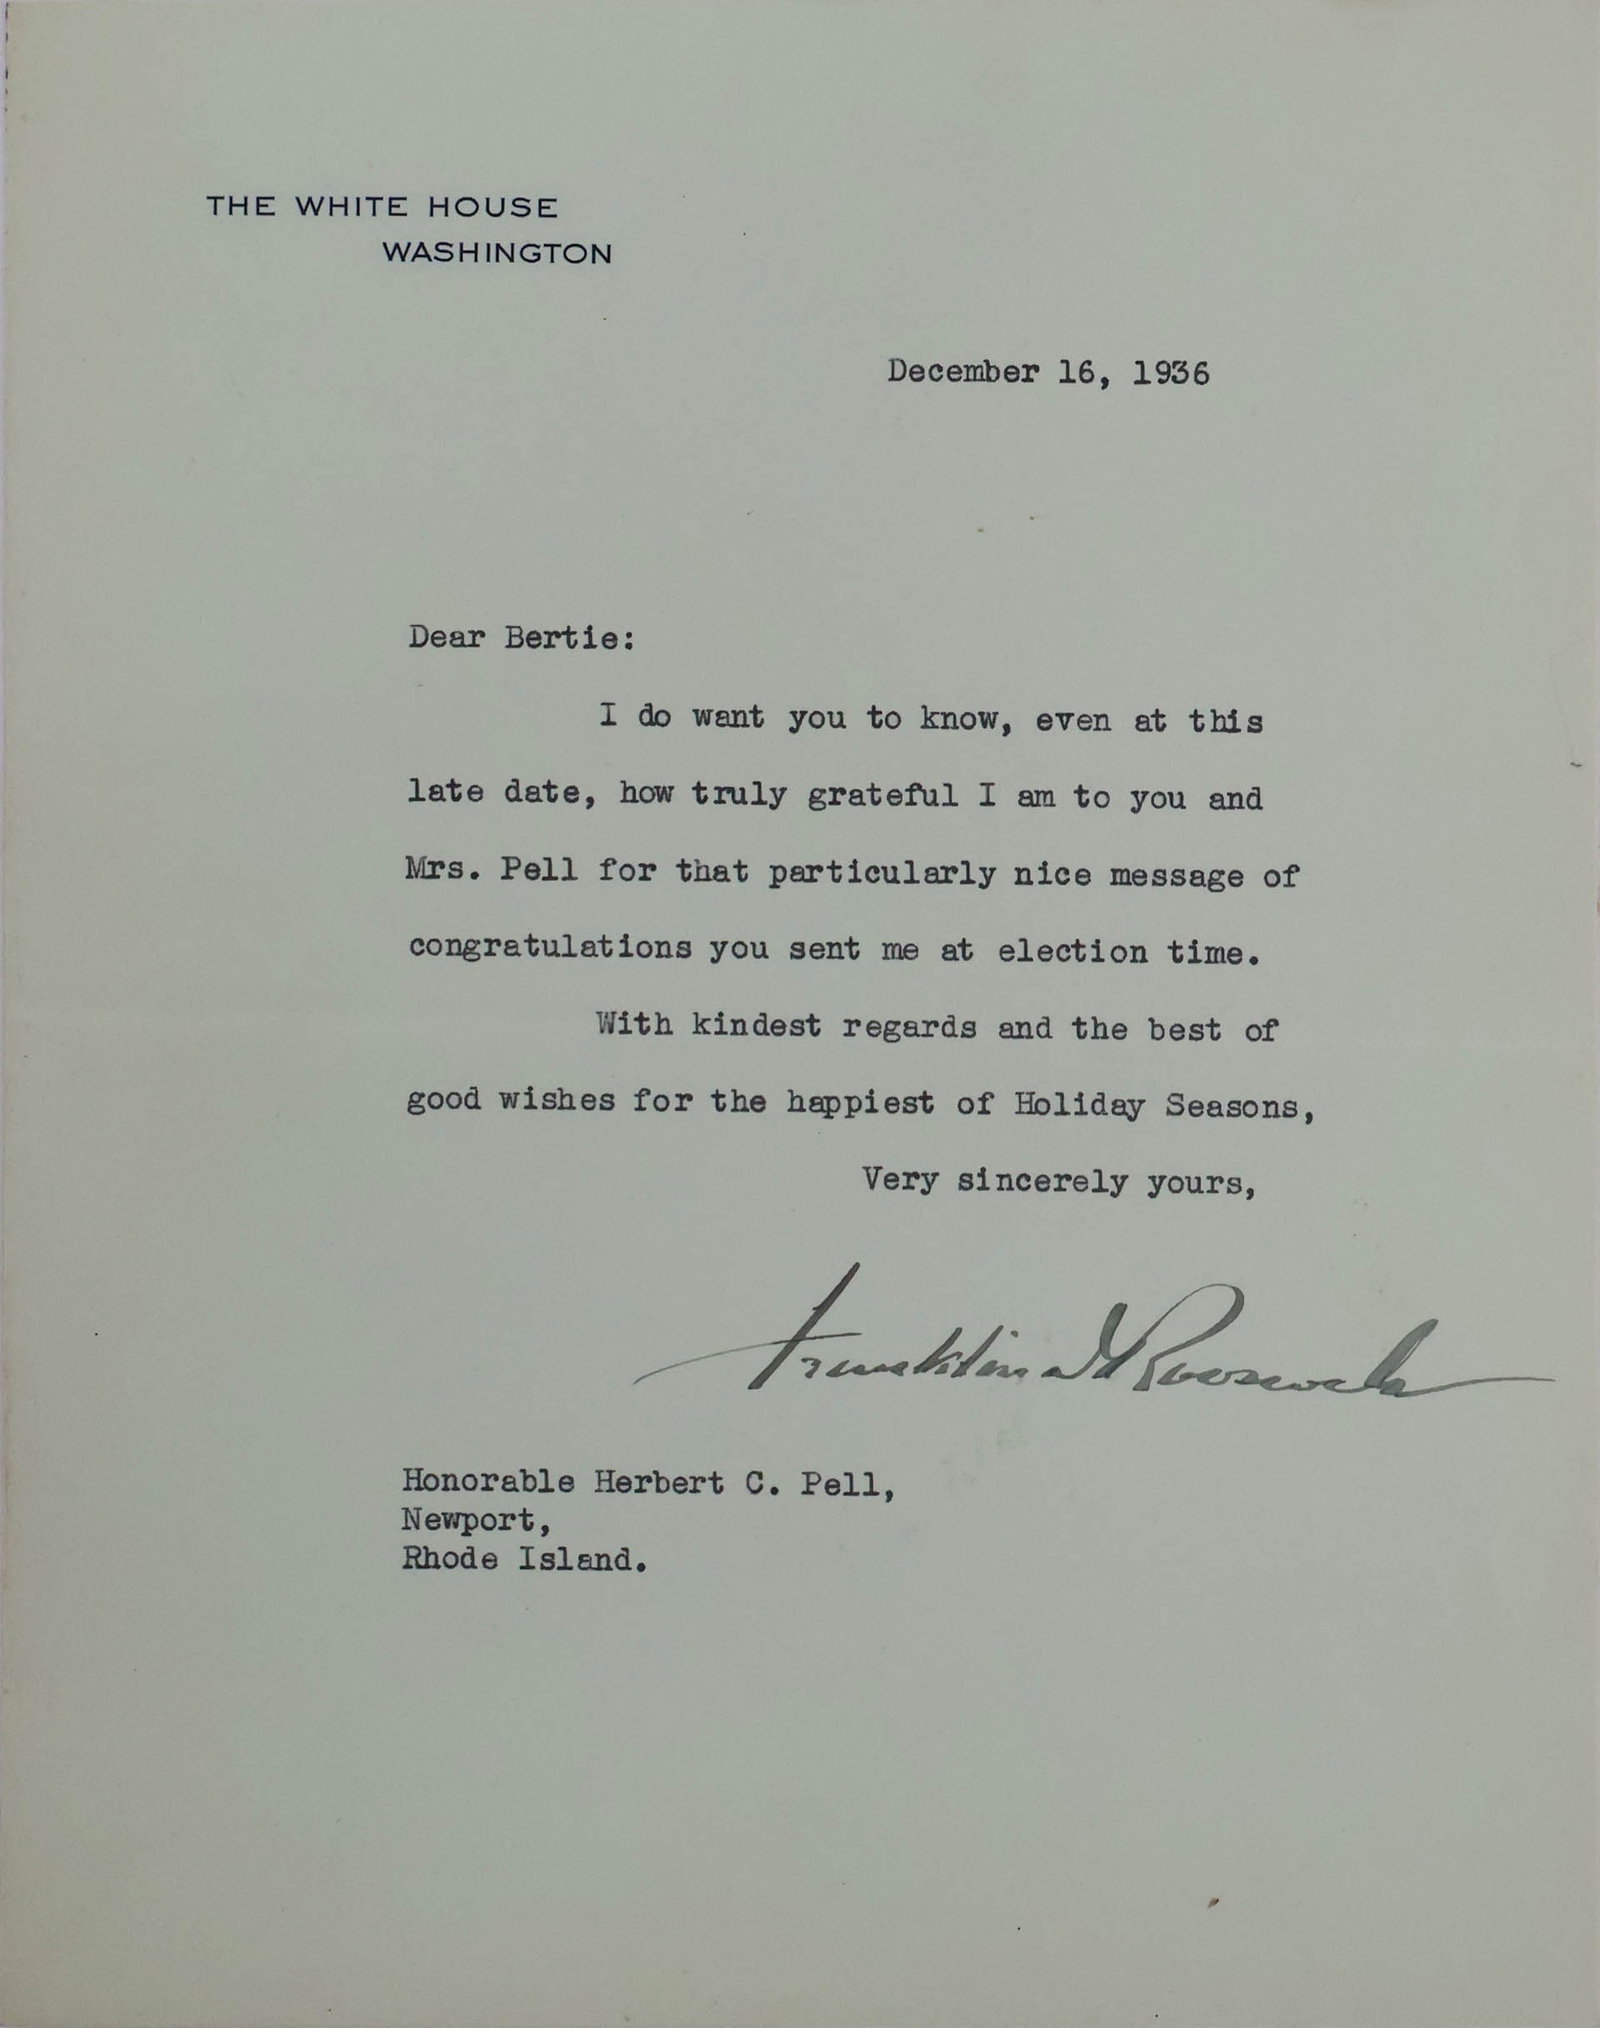 THE WHITE HOUSE
WASHINGTON
December 16, 1936
Dear Bertie:
I do want you to know, even at this
late date, how truly grateful I am to you and
Mrs. Pell for that particularly nice message of
congratulations you sent me at election time.
With kindest regards and the best of
good wishes for the happiest of Holiday Seasons,
Very sincerely yours,
Franklin D Roosevelt
Honorable Herbert C. Pell,
Newport,
Rhode Island.